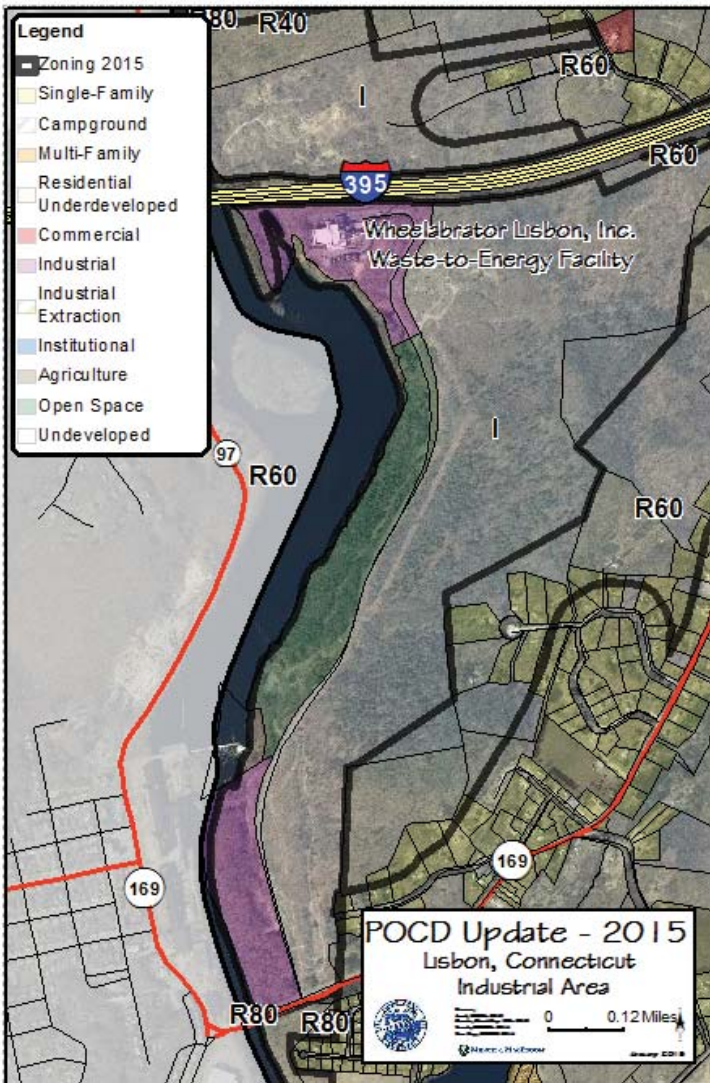 Legend
Zoning 2015
Single-Family
Campground
Multi-Family
Residential
Underdeveloped
Commercial
Industrial
Industrial
Extraction
Institutional
Agriculture
Open Space
Undeveloped
R80
R40
R60
I
R60
395
Wheelabrator Lisbon, Inc.
Waste-to-Energy Facility
I
97
R60
R60
169
169
R80
R80
POCD Update - 2015
Lisbon, Connecticut
Industrial Area
0 0.12 Miles